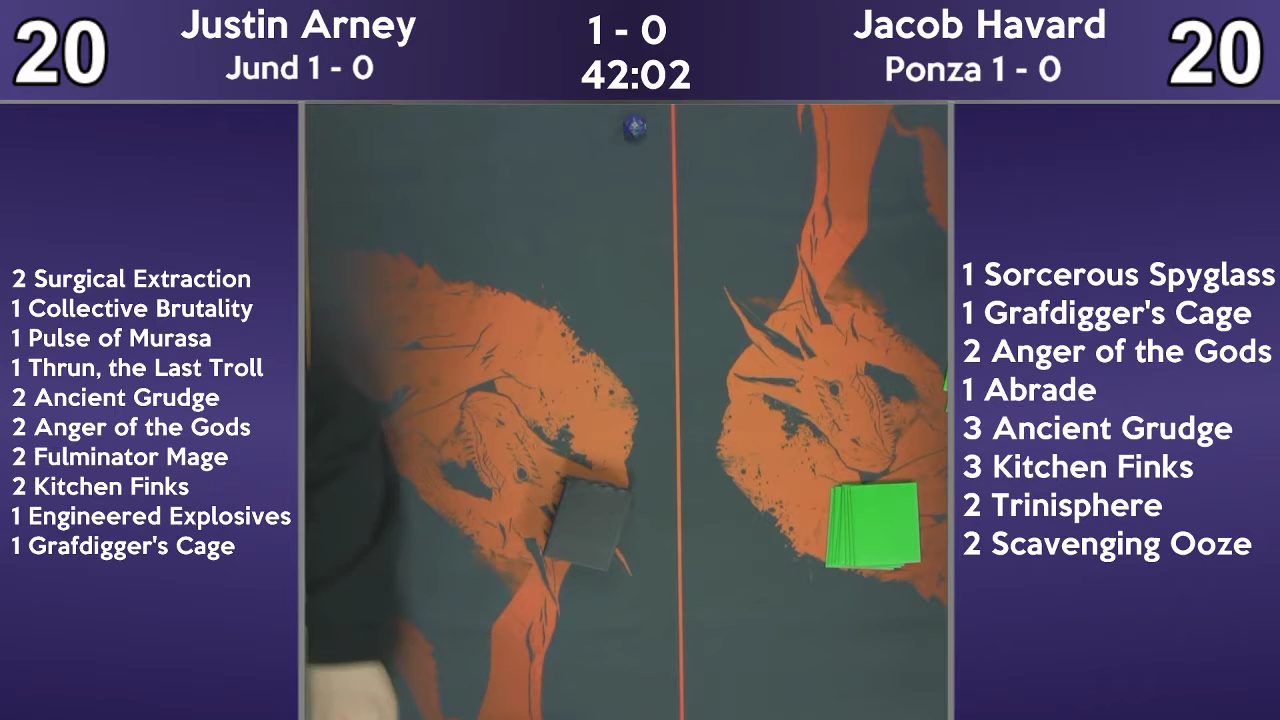 20
Justin Arney
Jund 1 - 0
1 - 0
42:02
Jacob Havard
Ponza 1 - 0
20
2 Surgical Extraction
1 Collective Brutality
1 Pulse of Murasa
1 Thrun, the Last Troll
2 Ancient Grudge
2 Anger of the Gods
2 Fulminator Mage
2 Kitchen Finks
1 Engineered Explosives
1 Grafdigger's Cage
1 Sorcerous Spyglass
1 Grafdigger's Cage
2 Anger of the Gods
1 Abrade
3 Ancient Grudge
3 Kitchen Finks
2 Trinisphere
2 Scavenging Ooze